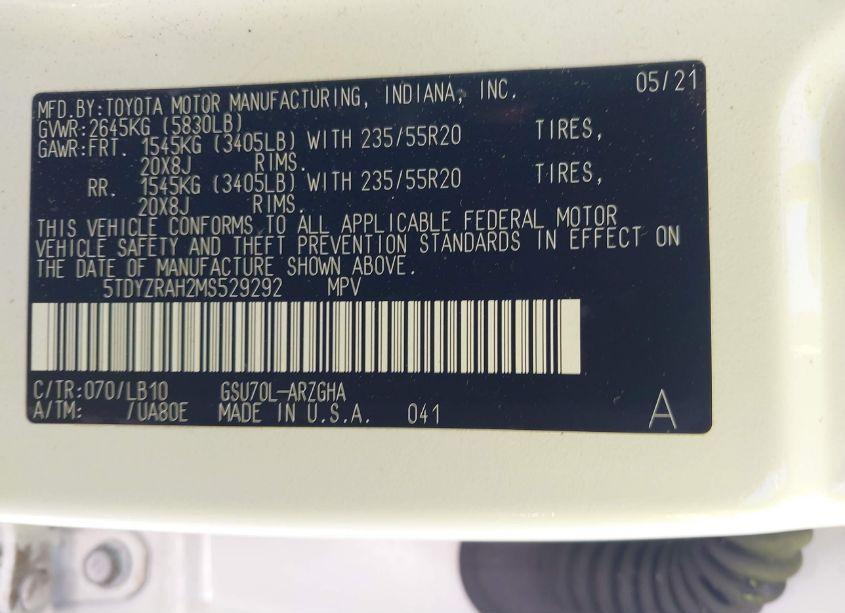 MFD.BY:TOYOTA MOTOR MANUFACTURING, INDIANA, INC. 05/21
GVWR:2645KG (5830LB)
GAWR:FRT. 1545KG (3405LB) WITH 235/55R20 TIRES,
20X8J RIMS.
RR. 1545KG (3405LB) WITH 235/55R20 TIRES,
20X8J RIMS.
THIS VEHICLE CONFORMS TO ALL APPLICABLE FEDERAL MOTOR
VEHICLE SAFETY AND THEFT PREVENTION STANDARDS IN EFFECT ON
THE DATE OF MANUFACTURE SHOWN ABOVE.
5TDYZRAH2MS529292 MPV
C/TR:070/LB10 GSU70L-ARZGHA
A/TM: /UA80E MADE IN U.S.A. 041 A